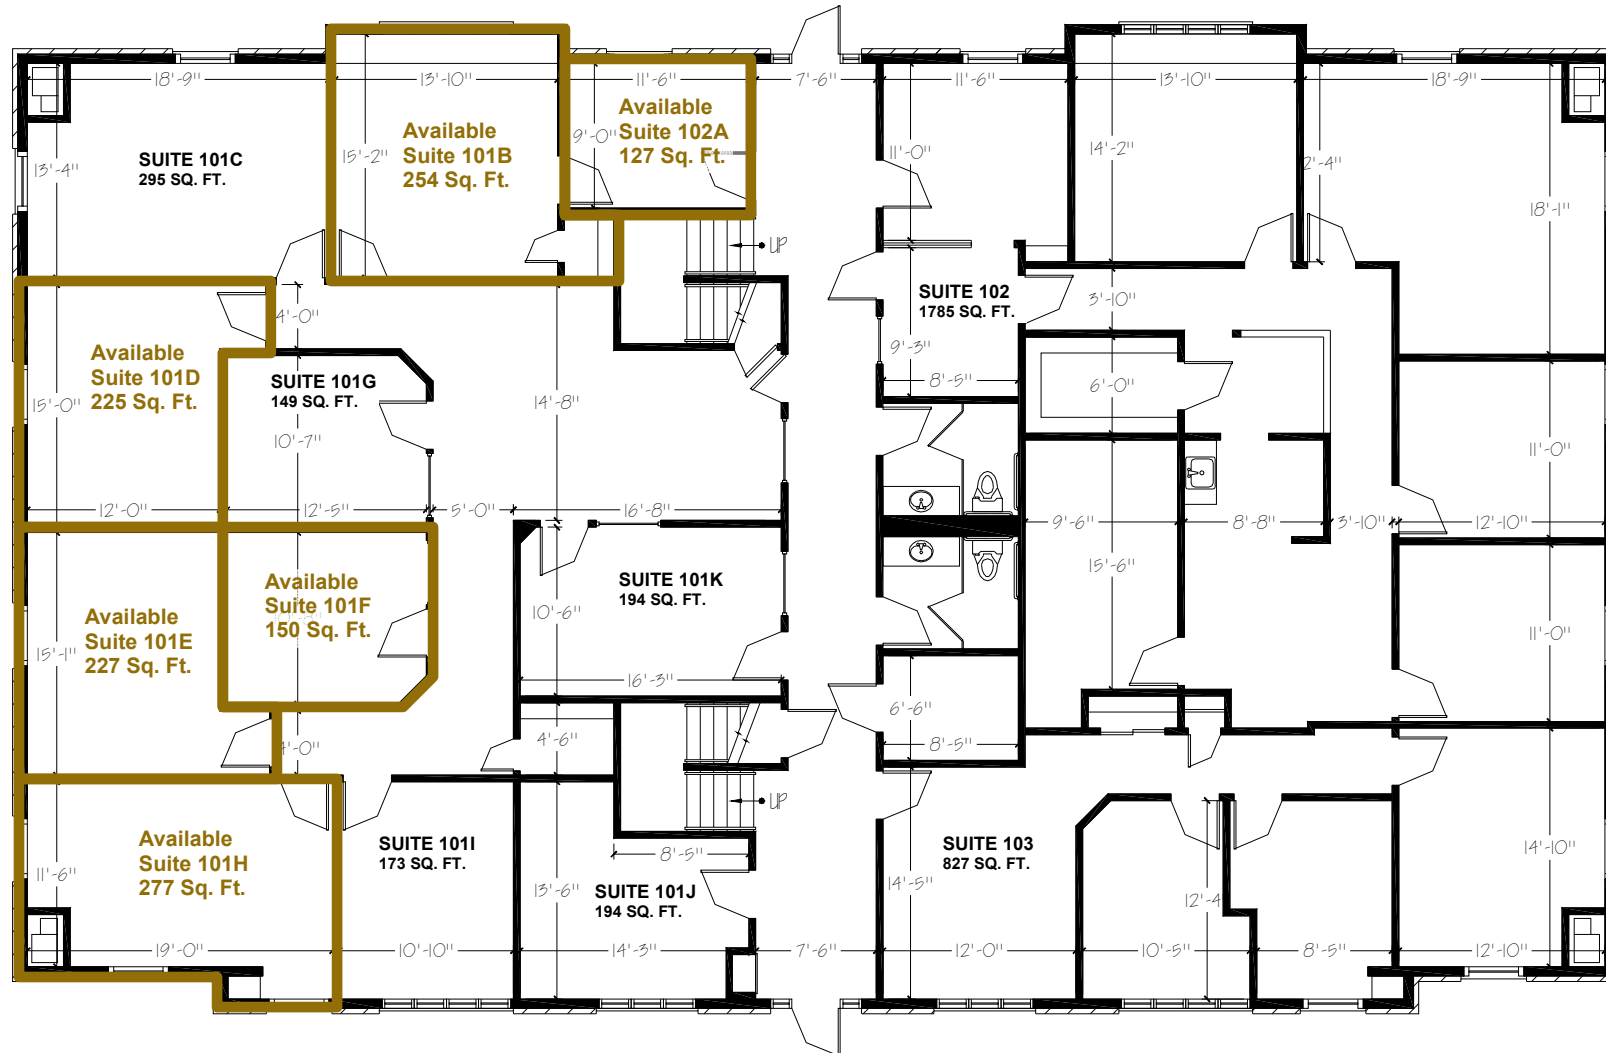 18'-9"
13'-10"
11'-6"
7'-6"
11'-6"
13'-10"
18'-9"
Available
Suite 102A
127 Sq. Ft.
9'-0"
Available
Suite 101B
254 Sq. Ft.
15'-2"
SUITE 101C
295 SQ. FT.
13'-4"
11'-0"
14'-2"
2'-4"
18'-1"
UP
SUITE 102
1785 SQ. FT.
3'-10"
4'-0"
Available
Suite 101D
225 Sq. Ft.
15'-0"
SUITE 101G
149 SQ. FT.
10'-7"
14'-8"
9'-3"
8'-5"
6'-0"
11'-0"
12'-0"
12'-5"
5'-0"
16'-8"
9'-6"
8'-8"
3'-10"
12'-10"
Available
Suite 101F
150 Sq. Ft.
SUITE 101K
194 SQ. FT.
10'-6"
15'-6"
Available
Suite 101E
227 Sq. Ft.
15'-1"
11'-0"
16'-3"
6'-6"
8'-5"
4'-6"
UP
Available
Suite 101H
277 Sq. Ft.
11'-6"
SUITE 101I
173 SQ. FT.
8'-5"
13'-6"
SUITE 101J
194 SQ. FT.
SUITE 103
827 SQ. FT.
14'-5"
12'-4
14'-10"
19'-0"
10'-10"
14'-3"
7'-6"
12'-0"
10'-5"
8'-5"
12'-10"